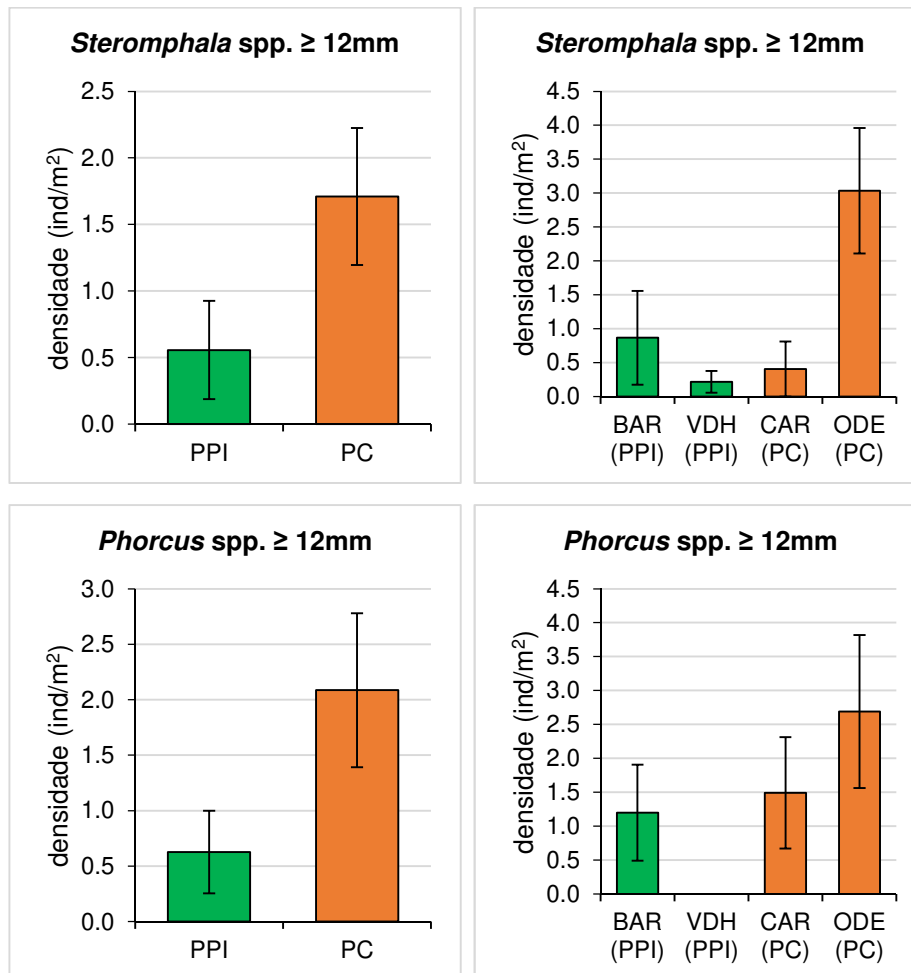 Steromphala spp. ≥ 12mm
densidade (ind/m²)
2.5
2.0
1.5
1.0
0.5
0.0
PPI PC
Steromphala spp. ≥ 12mm
densidade (ind/m²)
4.5
4.0
3.5
3.0
2.5
2.0
1.5
1.0
0.5
0.0
BAR VDH CAR ODE
(PPI) (PPI) (PC) (PC)
Phorcus spp. ≥ 12mm
densidade (ind/m²)
3.0
2.5
2.0
1.5
1.0
0.5
0.0
PPI PC
Phorcus spp. ≥ 12mm
densidade (ind/m²)
4.5
4.0
3.5
3.0
2.5
2.0
1.5
1.0
0.5
0.0
BAR VDH CAR ODE
(PPI) (PPI) (PC) (PC)